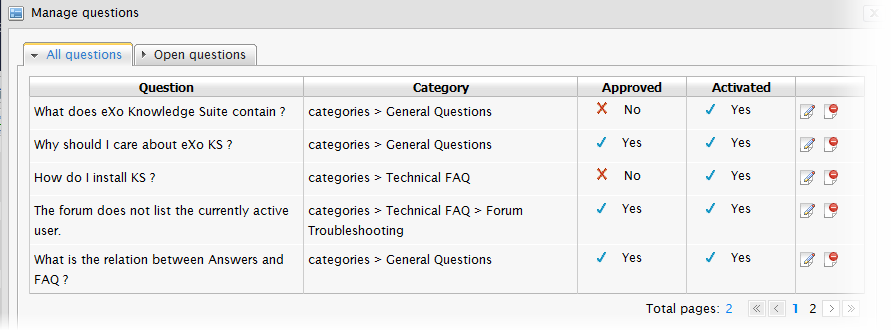 Manage questions
All questions Open questions
Question Category Approved Activated
What does eXo Knowledge Suite contain ? categories > General Questions No Yes
Why should I care about eXo KS ? categories > General Questions Yes Yes
How do I install KS ? categories > Technical FAQ No Yes
The forum does not list the currently active categories > Technical FAQ > Forum Yes Yes
user. Troubleshooting
What is the relation between Answers and categories > General Questions Yes Yes
FAQ ?
Total pages: 2 « < 1 2 > »